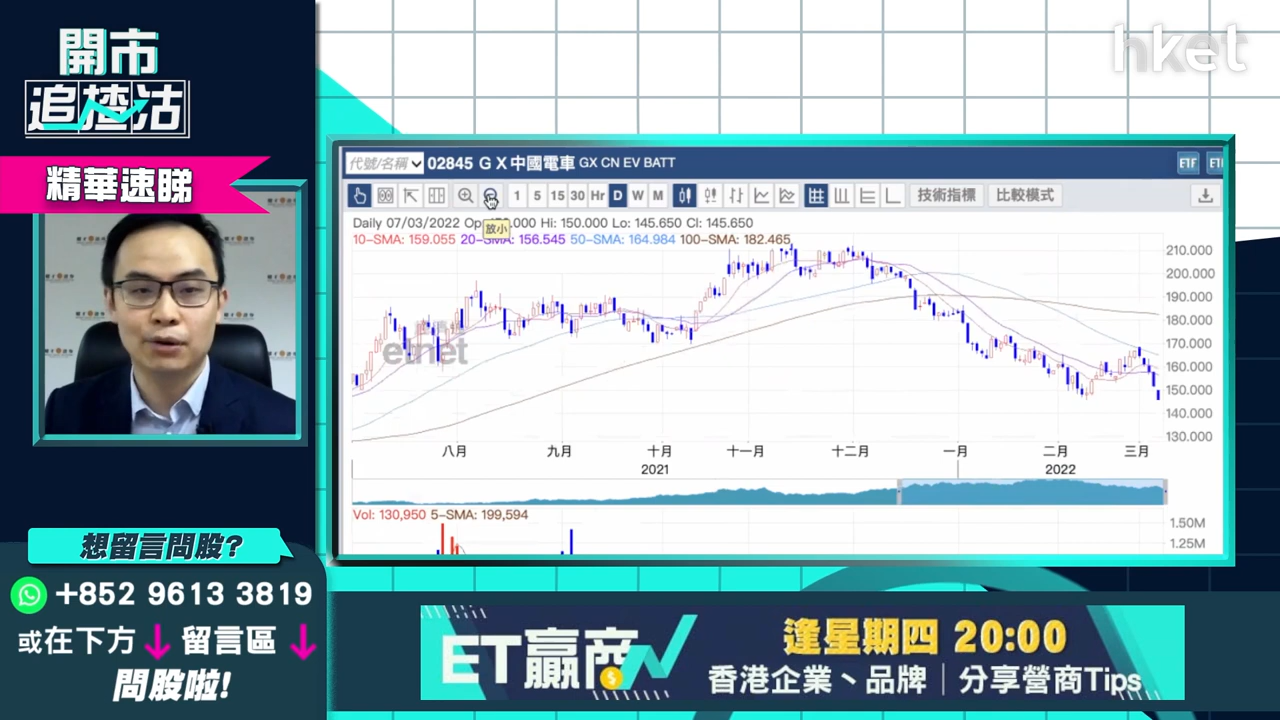 開市
追揸沽
精華速睇
hket
代號/名稱 02845 G X 中國電車 GX CN EV BATT ETF
1 5 15 30 Hr D W M 技術指標 比較模式
放小
Hi: 150.000 Lo: 145.650 Cl: 145.650
10-SMA: 159.055 20-SMA: 156.545 50-SMA: 164.984 100-SMA: 182.465
210.000
200.000
190.000
180.000
170.000
160.000
150.000
140.000
130.000
etnet
八月 九月 十月 十一月 十二月 一月 二月 三月
2021 2022
Vol: 130,950 5-SMA: 199,594
1.50M
1.25M
想留言問股?
+852 9613 3819
或在下方 留言區
問股啦!
ET贏商
逢星期四 20:00
香港企業、品牌|分享營商Tips